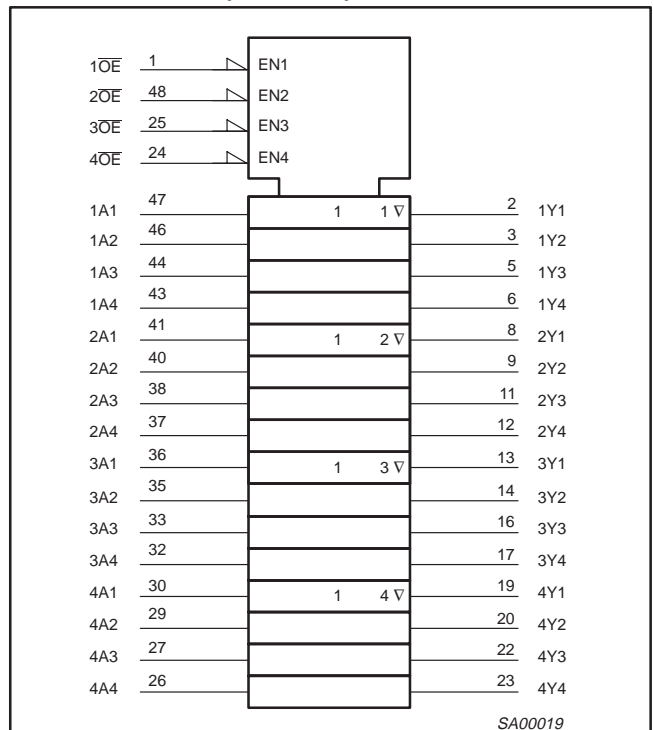 1O̅E̅ 1 EN1
2O̅E̅ 48 EN2
3O̅E̅ 25 EN3
4O̅E̅ 24 EN4
1A1 47 1 1 ∇ 2 1Y1
1A2 46 3 1Y2
1A3 44 5 1Y3
1A4 43 6 1Y4
2A1 41 1 2 ∇ 8 2Y1
2A2 40 9 2Y2
2A3 38 11 2Y3
2A4 37 12 2Y4
3A1 36 1 3 ∇ 13 3Y1
3A2 35 14 3Y2
3A3 33 16 3Y3
3A4 32 17 3Y4
4A1 30 1 4 ∇ 19 4Y1
4A2 29 20 4Y2
4A3 27 22 4Y3
4A4 26 23 4Y4
SA00019